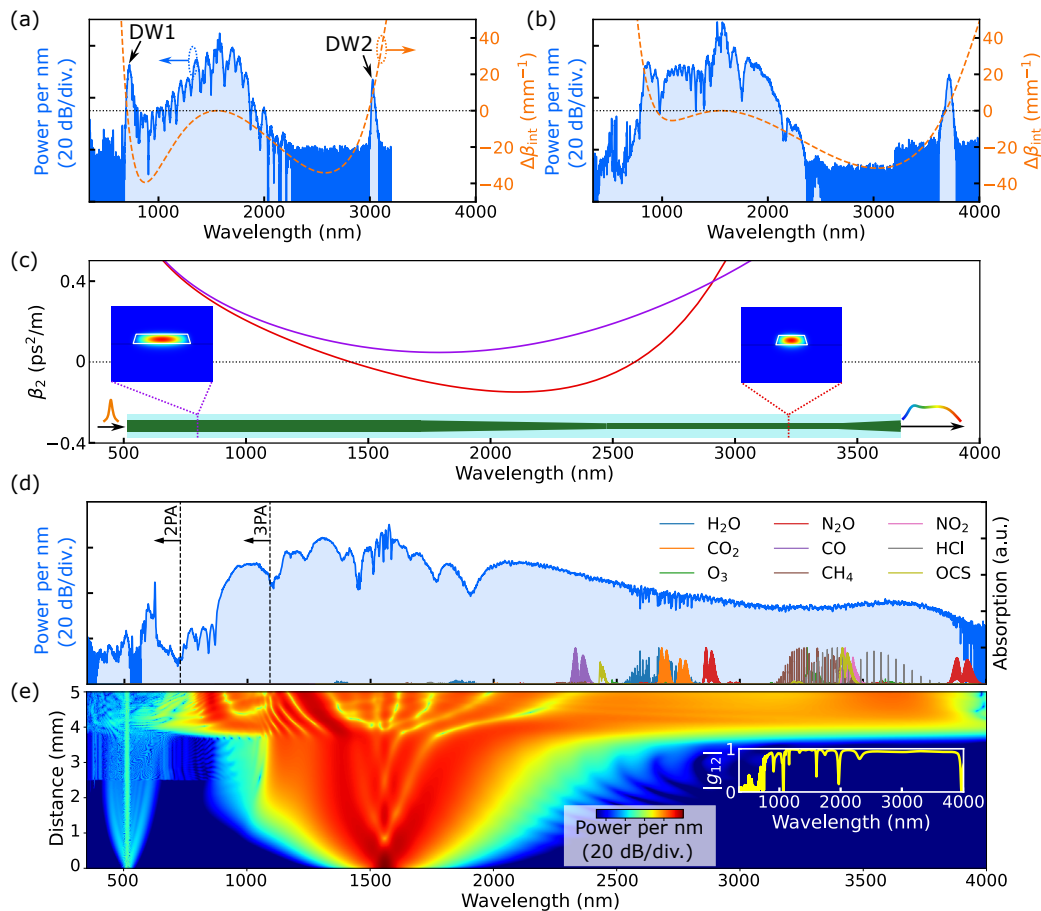 (a)
DW1
DW2
Power per nm
(20 dB/div.)
40
20
0
−20
−40
Δβint (mm−1)
1000 2000 3000 4000
Wavelength (nm)
(b)
Power per nm
(20 dB/div.)
40
20
0
−20
−40
Δβint (mm−1)
1000 2000 3000 4000
Wavelength (nm)
(c)
0.4
0
−0.4
β2 (ps2/m)
500 1000 1500 2000 2500 3000 3500 4000
Wavelength (nm)
(d)
Power per nm
(20 dB/div.)
2PA
3PA
H2O N2O NO2
CO2 CO HCl
O3 CH4 OCS
Absorption (a.u.)
(e)
5
4
3
2
1
0
Distance (mm)
Power per nm
(20 dB/div.)
|g12|
1
0
1000 2000 3000 4000
Wavelength (nm)
500 1000 1500 2000 2500 3000 3500 4000
Wavelength (nm)